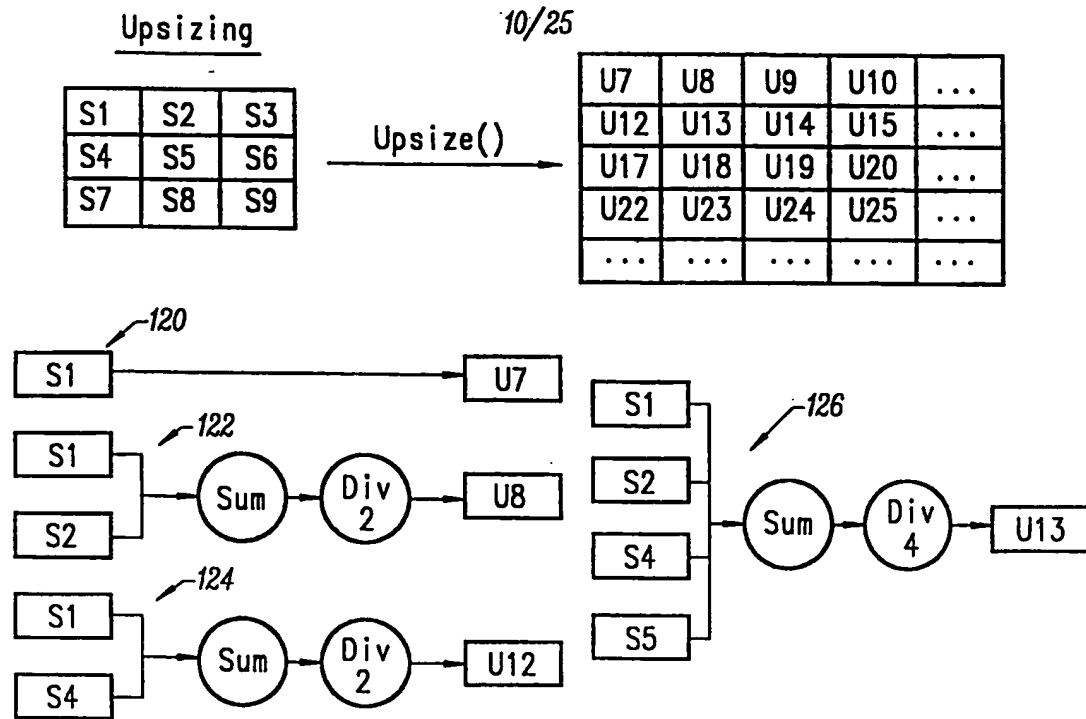 Upsizing
10/25
S1 S2 S3
S4 S5 S6
S7 S8 S9
Upsize()
U7 U8 U9 U10 ...
U12 U13 U14 U15 ...
U17 U18 U19 U20 ...
U22 U23 U24 U25 ...
... ... ... ... ...
120
S1 U7
122
S1
S2
Sum
Div
2
U8
124
S1
S4
Sum
Div
2
U12
126
S1
S2
S4
S5
Sum
Div
4
U13